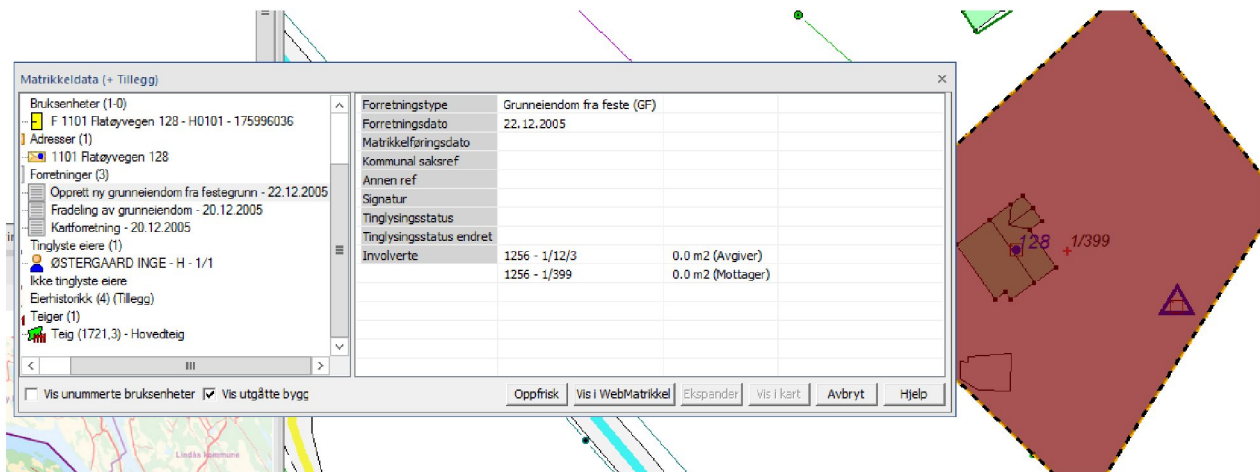 Matrikkeldata (+ Tillegg)
Bruksenheter (1-0)
F 1101 Flatøyvegen 128 - H0101 - 175996036
Adresser (1)
1101 Flatøyvegen 128
Forretninger (3)
Opprett ny grunneiendom fra festegrunn - 22.12.2005
Fradeling av grunneiendom - 20.12.2005
Kartforretning - 20.12.2005
Tinglyste eiere (1)
ØSTERGAARD INGE - H - 1/1
Ikke tinglyste eiere
Eierhistorikk (4) (Tillegg)
Teiger (1)
Teig (1721,3) - Hovedteig
Forretningstype Grunneiendom fra feste (GF)
Forretningsdato 22.12.2005
Matrikkelføringsdato
Kommunal saksref
Annen ref
Signatur
Tinglysingsstatus
Tinglysingsstatus endret
Involverte 1256 - 1/12/3 0.0 m2 (Avgiver)
1256 - 1/399 0.0 m2 (Mottager)
Vis unummerte bruksenheter Vis utgåtte bygg
Oppfrisk Vis i WebMatrikkel Ekspander Vis i kart Avbryt Hjelp
128 1/399
Lindås kommune